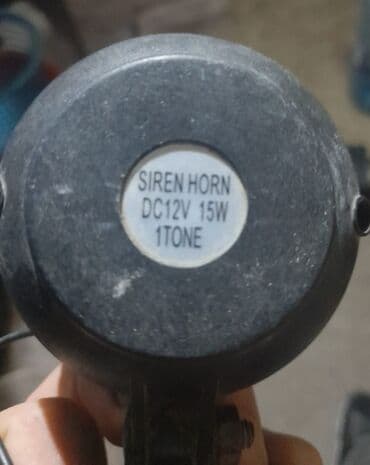 SIREN HORN
DC12V 15W
1TONE